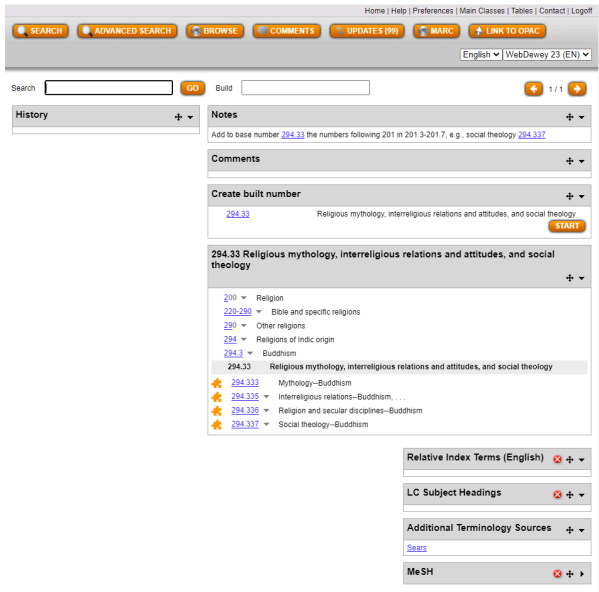 Home | Help | Preferences | Main Classes | Tables | Contact | Logoff
SEARCH ADVANCED SEARCH BROWSE COMMENTS UPDATES (99) MARC LINK TO OPAC
English WebDewey 23 (EN)
Search GO Build 1 / 1
History
Notes
Add to base number 294.33 the numbers following 201 in 201.3-201.7, e.g., social theology 294.337
Comments
Create built number
294.33 Religious mythology, interreligious relations and attitudes, and social theology
START
294.33 Religious mythology, interreligious relations and attitudes, and social
theology
200 Religion
220-290 Bible and specific religions
290 Other religions
294 Religions of Indic origin
294.3 Buddhism
294.33 Religious mythology, interreligious relations and attitudes, and social theology
294.333 Mythology--Buddhism
294.335 Interreligious relations--Buddhism, . . .
294.336 Religion and secular disciplines--Buddhism
294.337 Social theology--Buddhism
Relative Index Terms (English)
LC Subject Headings
Additional Terminology Sources
Sears
MeSH